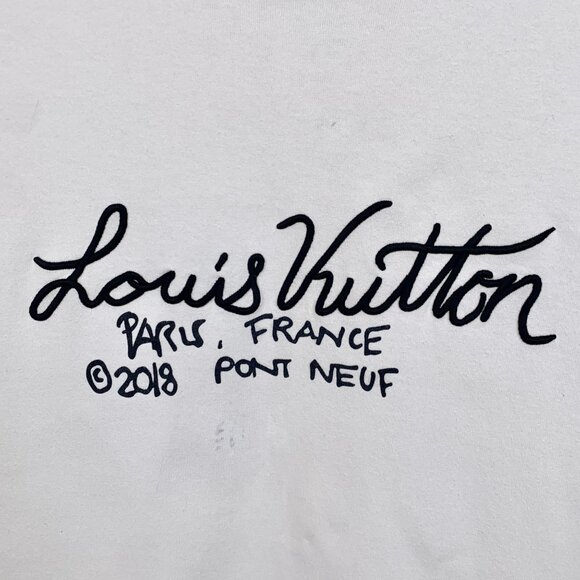 Louis Vuitton
PARIS, FRANCE
©2018 PONT NEUF